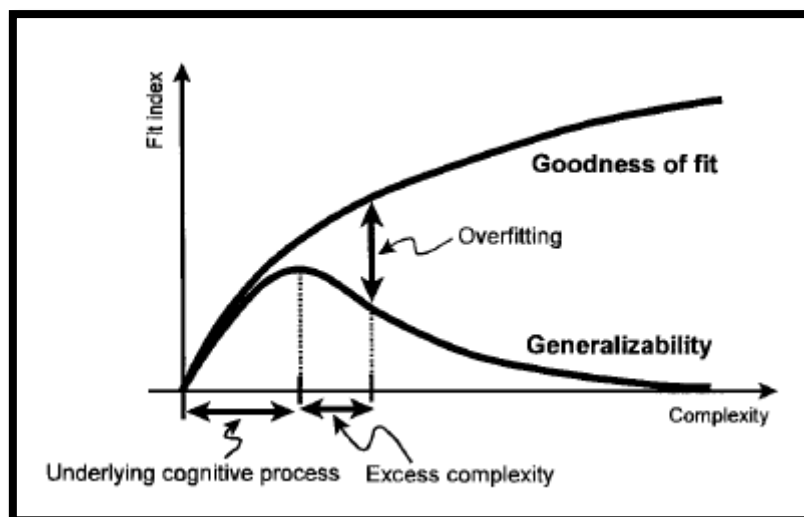 Fit index
Goodness of fit
Overfitting
Generalizability
Complexity
Underlying cognitive process
Excess complexity